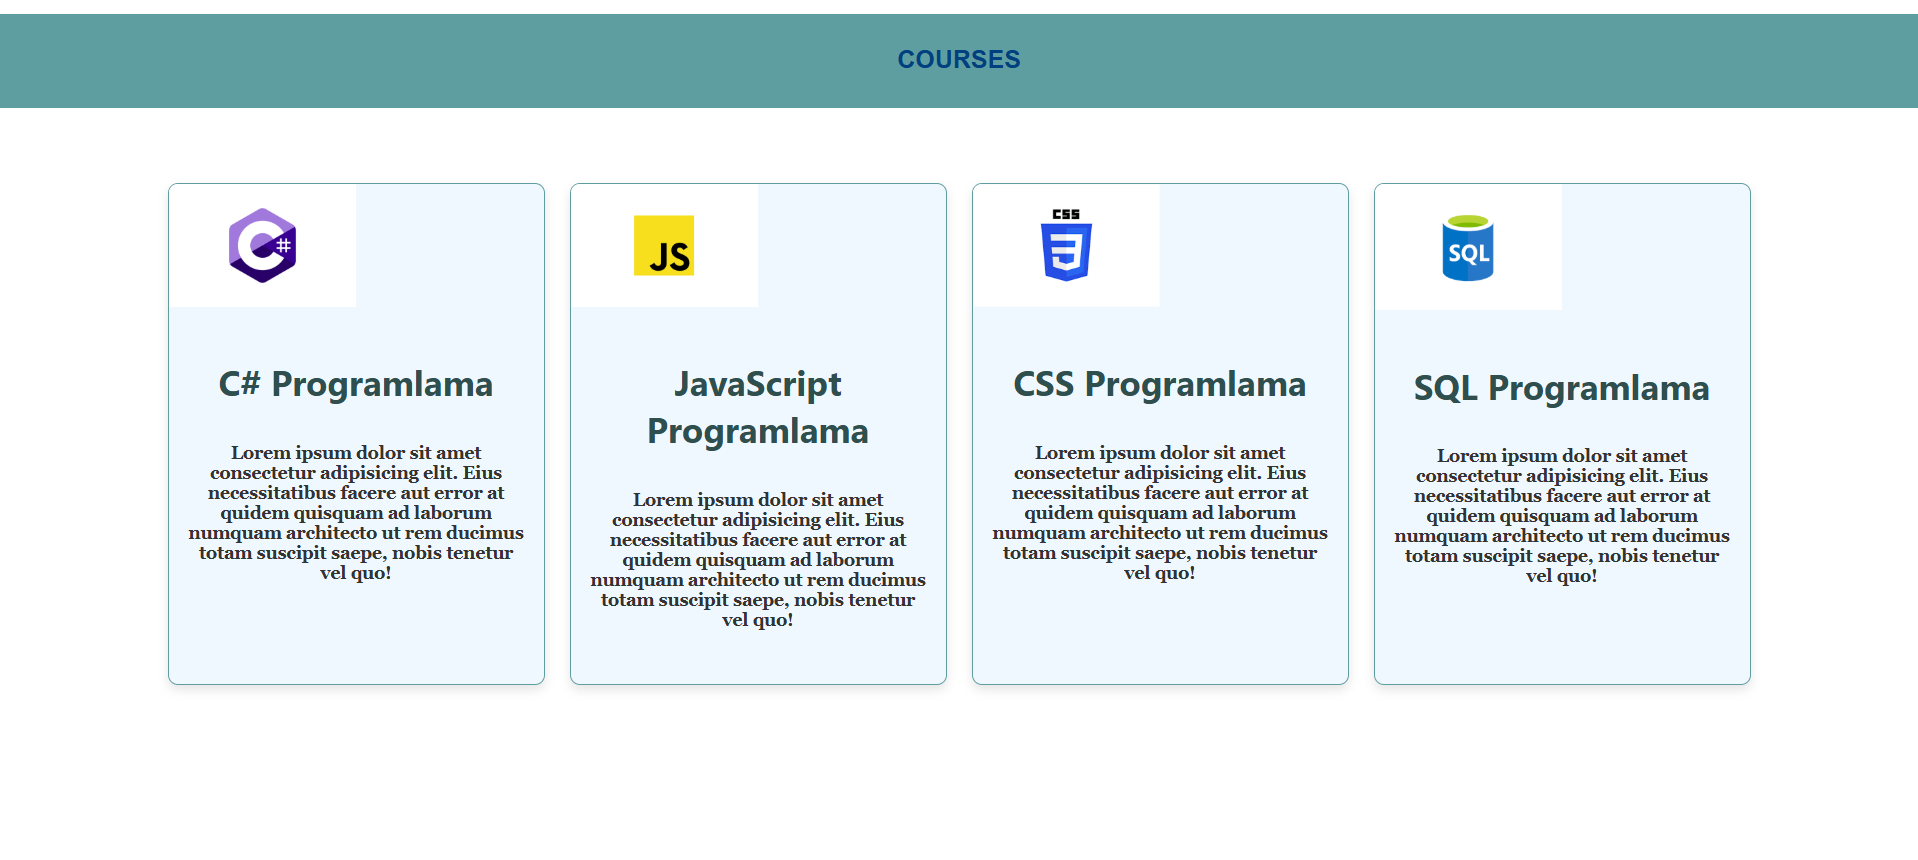 COURSES
C#
C# Programlama
Lorem ipsum dolor sit amet
consectetur adipisicing elit. Eius
necessitatibus facere aut error at
quidem quisquam ad laborum
numquam architecto ut rem ducimus
totam suscipit saepe, nobis tenetur
vel quo!
JS
JavaScript
Programlama
Lorem ipsum dolor sit amet
consectetur adipisicing elit. Eius
necessitatibus facere aut error at
quidem quisquam ad laborum
numquam architecto ut rem ducimus
totam suscipit saepe, nobis tenetur
vel quo!
CSS
3
CSS Programlama
Lorem ipsum dolor sit amet
consectetur adipisicing elit. Eius
necessitatibus facere aut error at
quidem quisquam ad laborum
numquam architecto ut rem ducimus
totam suscipit saepe, nobis tenetur
vel quo!
SQL
SQL Programlama
Lorem ipsum dolor sit amet
consectetur adipisicing elit. Eius
necessitatibus facere aut error at
quidem quisquam ad laborum
numquam architecto ut rem ducimus
totam suscipit saepe, nobis tenetur
vel quo!